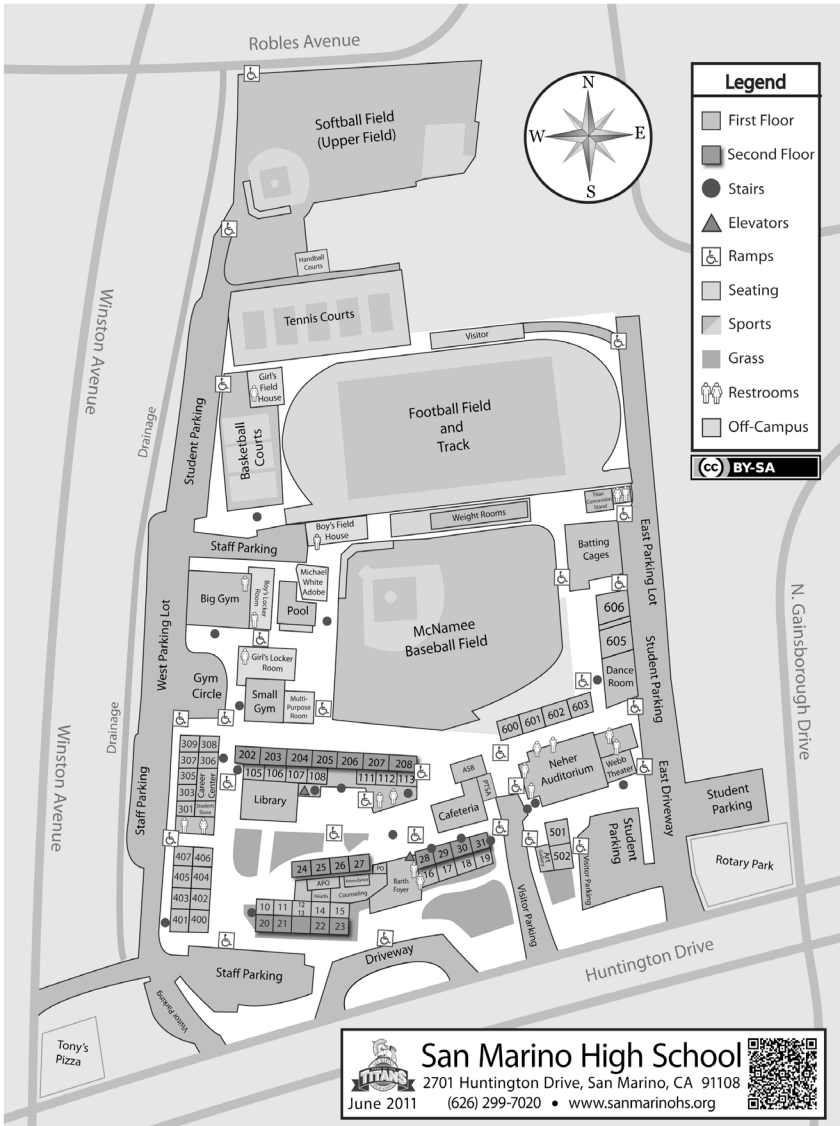 Robles Avenue
Softball Field
(Upper Field)
N
W
E
S
Legend
First Floor
Second Floor
Stairs
Elevators
Ramps
Seating
Sports
Grass
Restrooms
Off-Campus
cc BY-SA
Handball
Courts
Winston Avenue
Tennis Courts
Visitor
Drainage
Student Parking
Girl's
Field
House
Basketball
Courts
Football Field
and
Track
Titan
Concession
Stand
Weight Rooms
Boy's Field
House
Staff Parking
Batting
Cages
East Parking Lot
N. Gainsborough Drive
Michael
White
Adobe
Big Gym
Boy's Locker
Room
Pool
West Parking Lot
McNamee
Baseball Field
606
605
Dance
Room
Student Parking
Girl's Locker
Room
Gym
Circle
Small
Gym
Multi-
Purpose
Room
Drainage
Winston Avenue
600
601
602
603
309
308
307
306
305
303
301
Career
Center
Student
Store
202
203
204
205
206
207
208
105
106
107
108
111
112
113
Library
ASB
PTSA
Cafeteria
Neher
Auditorium
Webb
Theater
East Driveway
Student
Parking
Staff Parking
Student
Parking
Rotary Park
501
502
Visitor Parking
407
406
405
404
403
402
401
400
24
25
26
27
PD
APO
Attendance
Health
Counseling
Barth
Foyer
28
29
30
31
16
17
18
19
10
11
12
13
14
15
20
21
22
23
Visitor Parking
Driveway
Staff Parking
Visitor Parking
Huntington Drive
Tony's
Pizza
TITANS
June 2011
San Marino High School
2701 Huntington Drive, San Marino, CA 91108
(626) 299-7020 • www.sanmarinohs.org